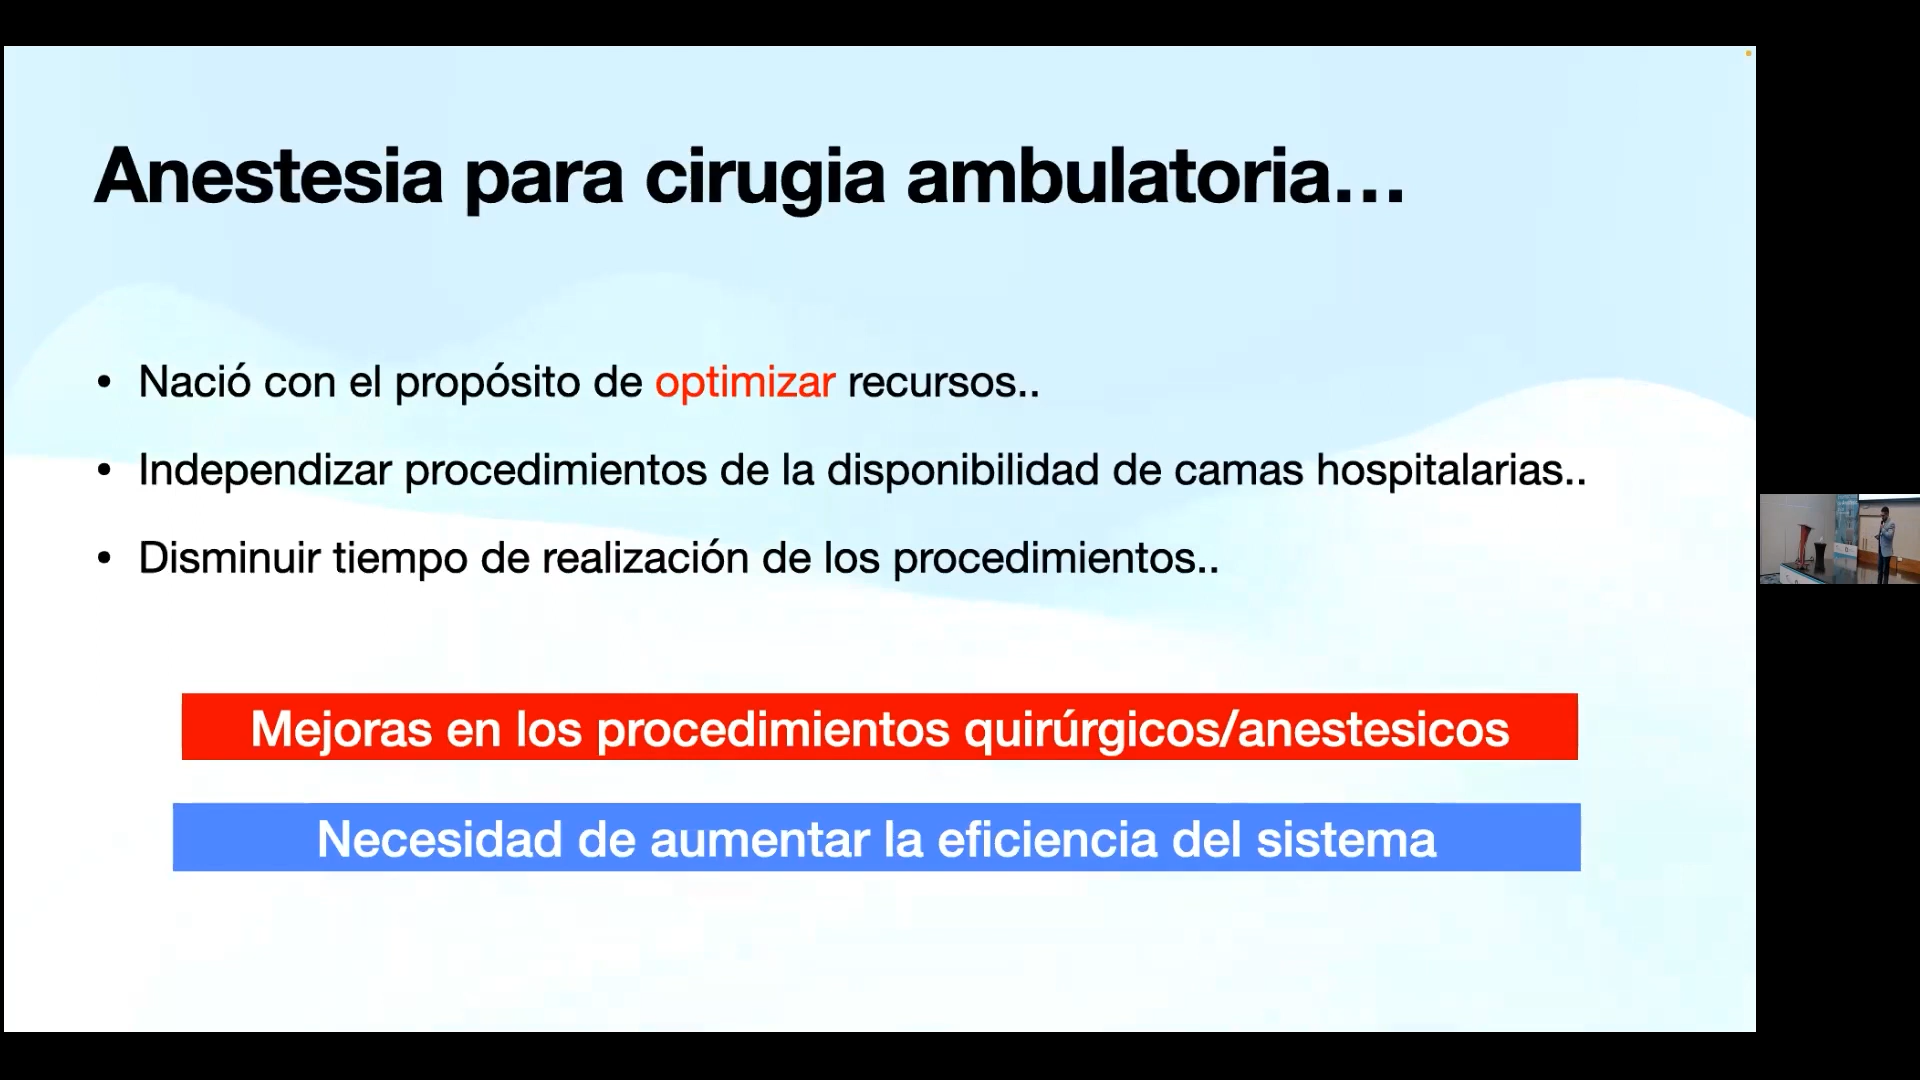 Anestesia para cirugia ambulatoria...
• Nació con el propósito de optimizar recursos..
• Independizar procedimientos de la disponibilidad de camas hospitalarias..
• Disminuir tiempo de realización de los procedimientos..
Mejoras en los procedimientos quirúrgicos/anestesicos
Necesidad de aumentar la eficiencia del sistema